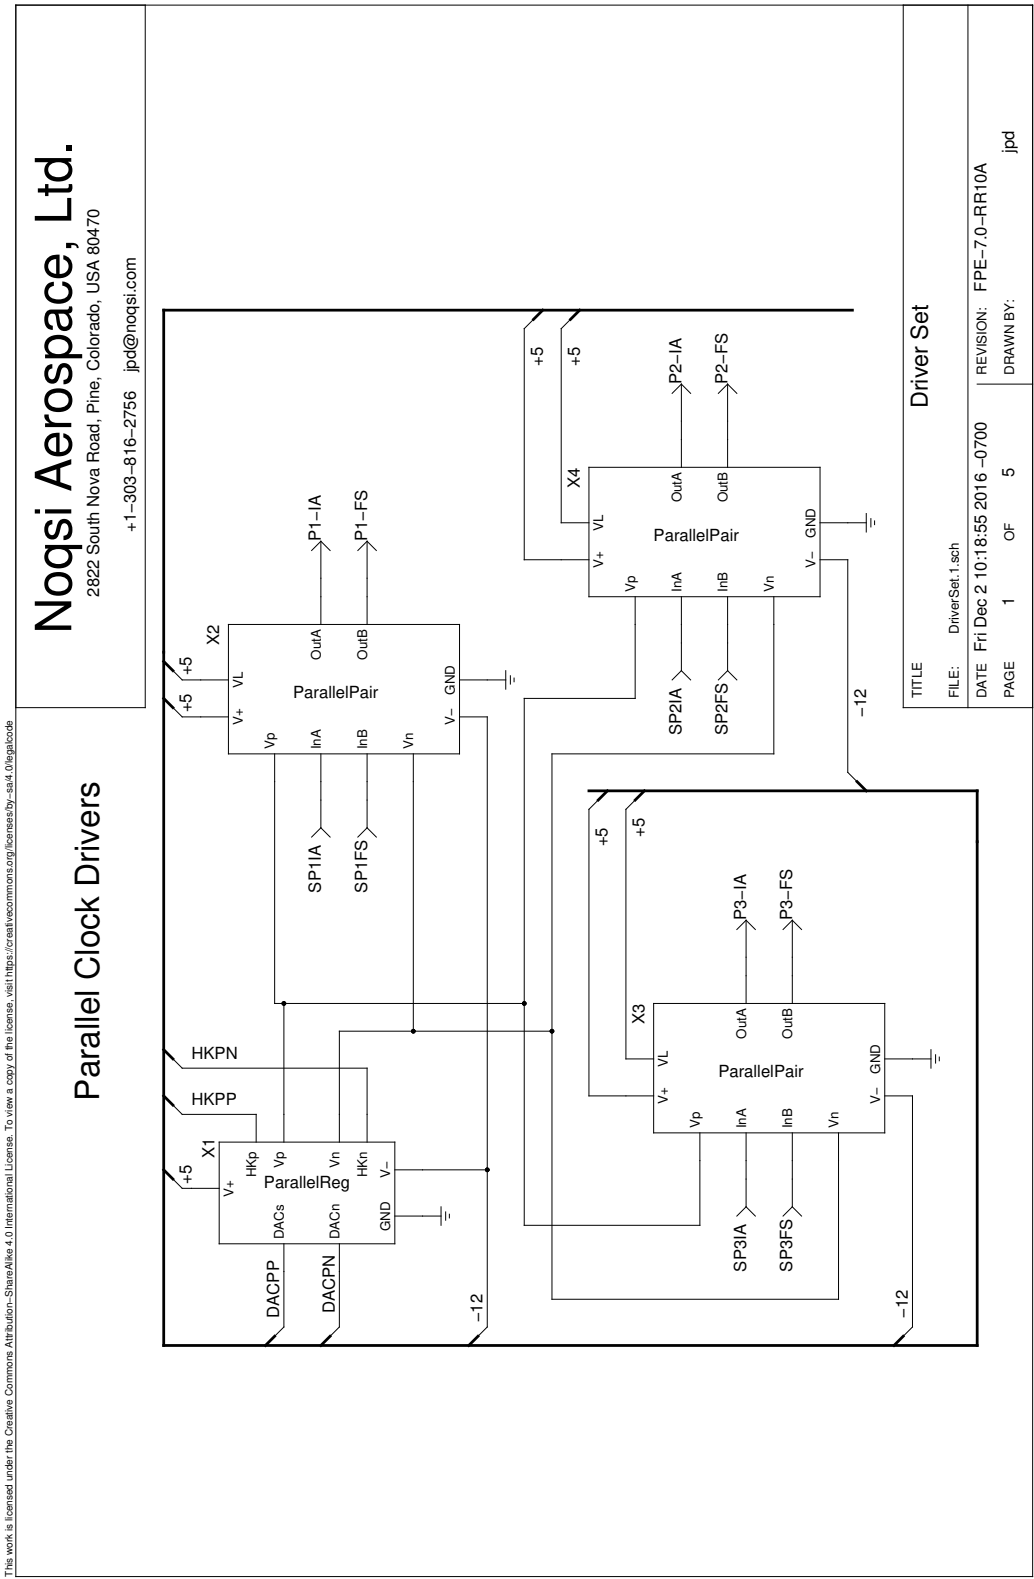 This work is licensed under the Creative Commons Attribution−ShareAlike 4.0 International License. To view a copy of the license, visit https://creativecommons.org/licenses/by−sa/4.0/legalcode
Noqsi Aerospace, Ltd.
2822 South Nova Road, Pine, Colorado, USA 80470
+1−303−816−2756 jpd@noqsi.com
Parallel Clock Drivers
HKPP
HKPN
+5
X1
V+
HKp
Vp
Vn
HKn
V−
ParallelReg
DACs
DACn
GND
DACPP
DACPN
−12
+5
+5
X2
V+
VL
Vp
InA
InB
Vn
ParallelPair
OutA
OutB
V−
GND
SP1IA
SP1FS
P1−IA
P1−FS
+5
+5
X4
V+
VL
Vp
InA
InB
Vn
ParallelPair
OutA
OutB
V−
GND
SP2IA
SP2FS
P2−IA
P2−FS
−12
+5
+5
X3
V+
VL
Vp
InA
InB
Vn
ParallelPair
OutA
OutB
V−
GND
SP3IA
SP3FS
P3−IA
P3−FS
−12
TITLE
Driver Set
FILE: DriverSet.1.sch
REVISION: FPE−7.0−RR10A
DATE Fri Dec 2 10:18:55 2016 −0700
PAGE 1 OF 5
DRAWN BY: jpd